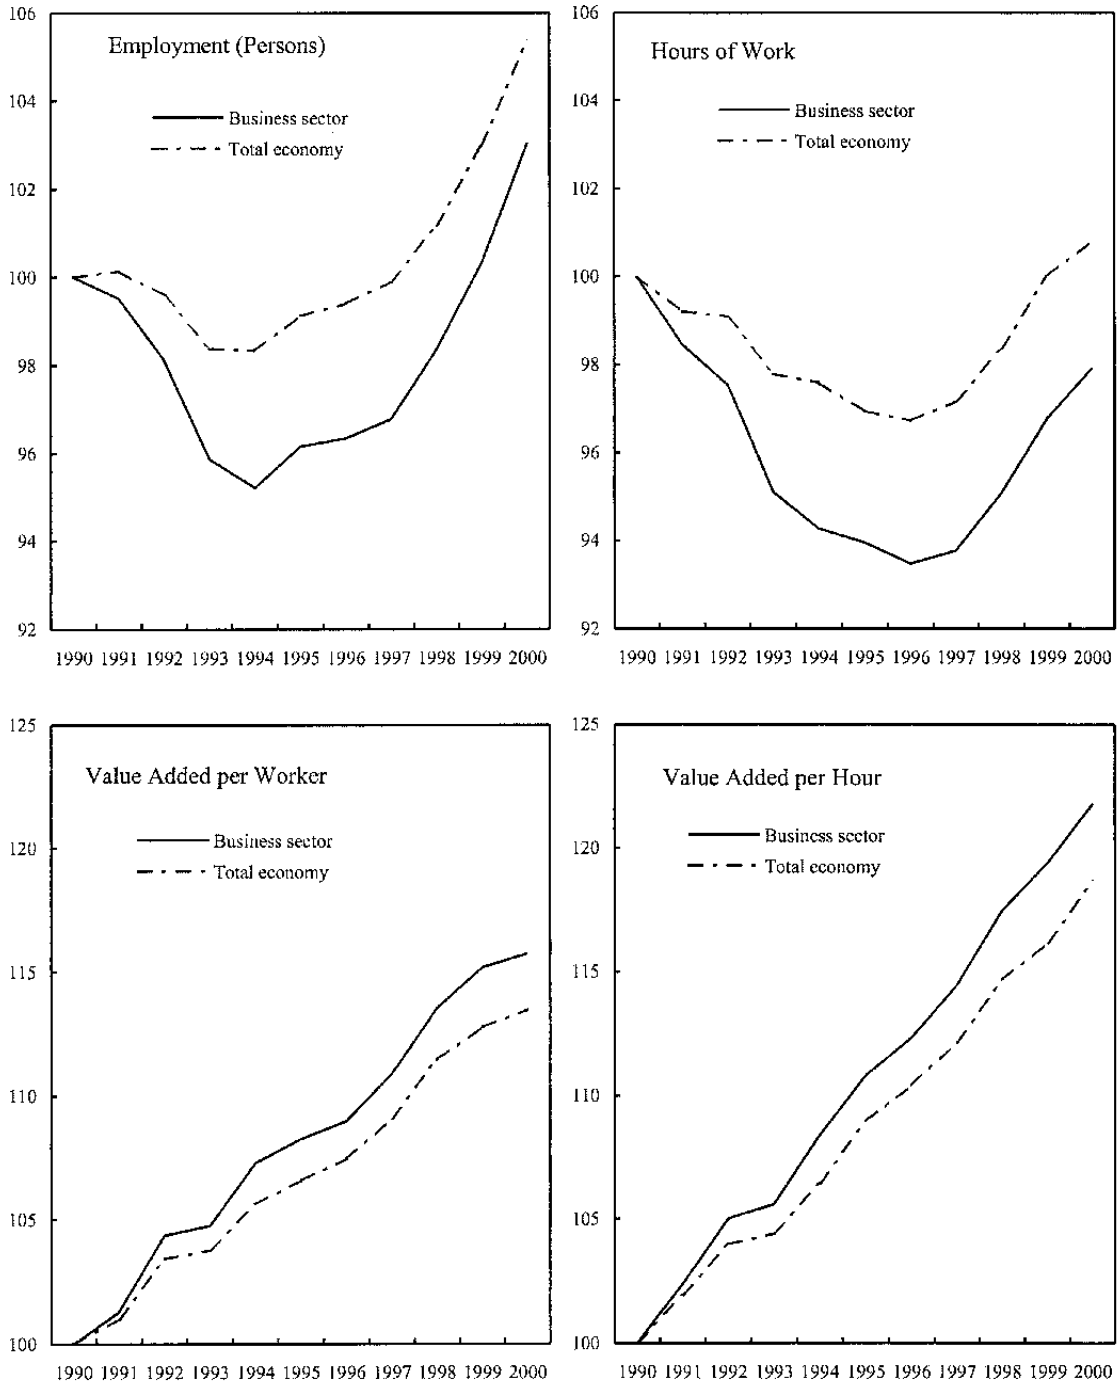 Employment (Persons)
Business sector
Total economy
106
104
102
100
98
96
94
92
1990 1991 1992 1993 1994 1995 1996 1997 1998 1999 2000
Hours of Work
Business sector
Total economy
106
104
102
100
98
96
94
92
1990 1991 1992 1993 1994 1995 1996 1997 1998 1999 2000
Value Added per Worker
Business sector
Total economy
125
120
115
110
105
100
1990 1991 1992 1993 1994 1995 1996 1997 1998 1999 2000
Value Added per Hour
Business sector
Total economy
125
120
115
110
105
100
1990 1991 1992 1993 1994 1995 1996 1997 1998 1999 2000